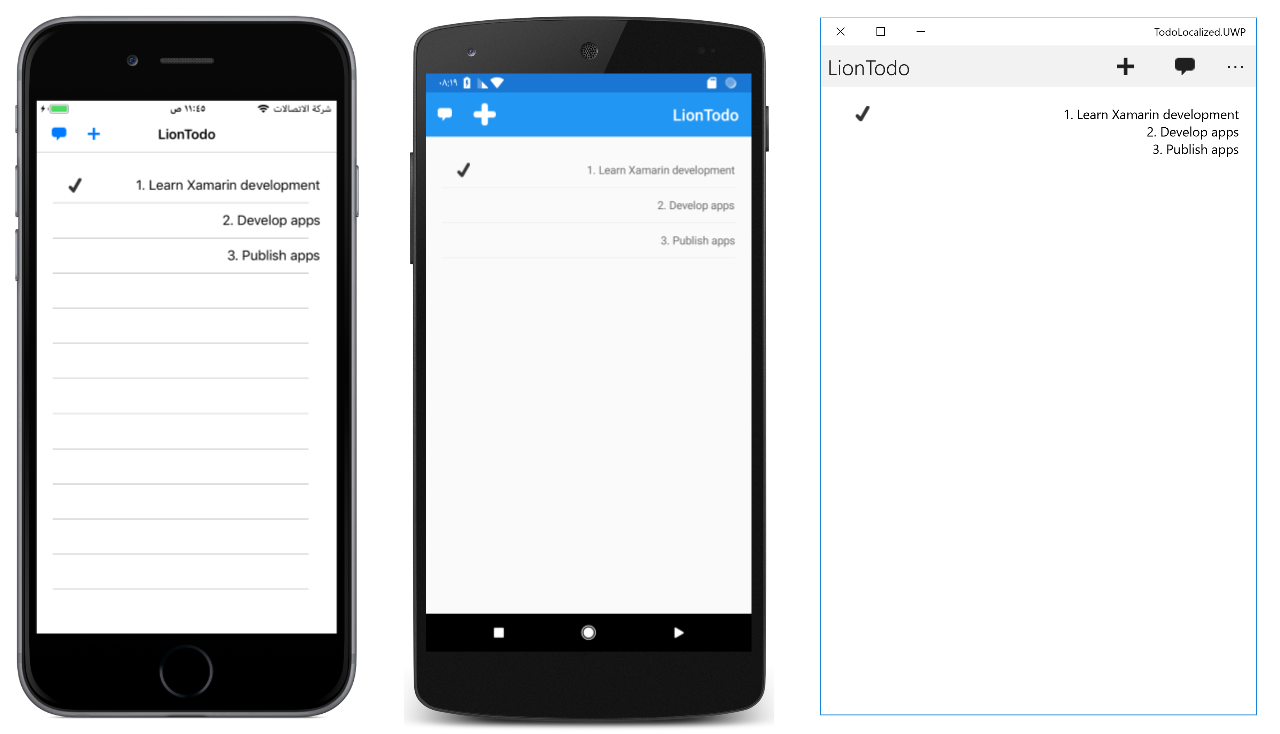 شركة الاتصالات ١١:٤٥ ص
LionTodo
1. Learn Xamarin development
2. Develop apps
3. Publish apps
٠٨:١٩
LionTodo
1. Learn Xamarin development
2. Develop apps
3. Publish apps
TodoLocalized.UWP
LionTodo
1. Learn Xamarin development
2. Develop apps
3. Publish apps